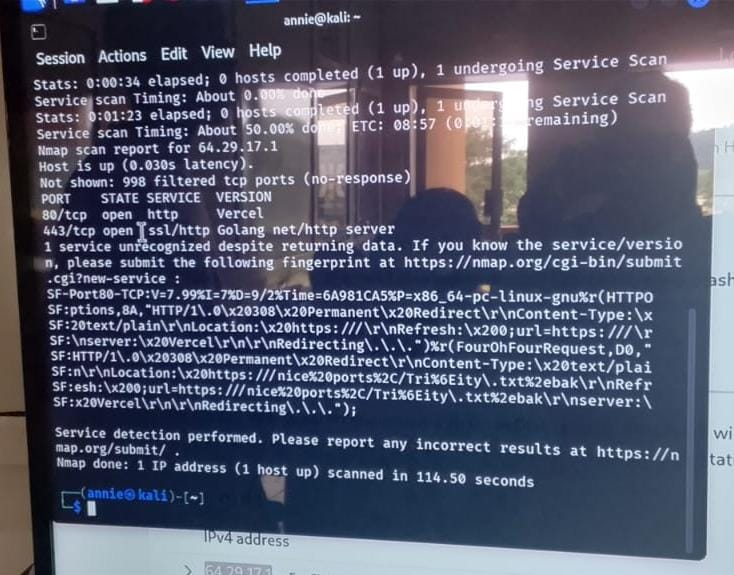 annie@kali: ~
Session Actions Edit View Help
Stats: 0:00:34 elapsed; 0 hosts completed (1 up), 1 undergoing Service Scan
Service scan Timing: About 0.00% done
Stats: 0:01:23 elapsed; 0 hosts completed (1 up), 1 undergoing Service Scan
Service scan Timing: About 50.00% done; ETC: 08:57 remaining)
Nmap scan report for 64.29.17.1
Host is up (0.030s latency).
Not shown: 998 filtered tcp ports (no-response)
PORT STATE SERVICE VERSION
80/tcp open http Vercel
443/tcp open ssl/http Golang net/http server
1 service unrecognized despite returning data. If you know the service/versio
n, please submit the following fingerprint at https://nmap.org/cgi-bin/submit
.cgi?new-service :
SF-Port80-TCP:V=7.99%I=7%D=9/2%Time=6A981CA5%P=x86_64-pc-linux-gnu%r(HTTPO
SF:ptions,8A,"HTTP/1\.0\x20308\x20Permanent\x20Redirect\r\nContent-Type:\x
SF:20text/plain\r\nLocation:\x20https:///\r\nRefresh:\x200;url=https:///\r
SF:\nserver:\x20Vercel\r\n\r\nRedirecting\.\.\.")%r(FourOhFourRequest,D0,"
SF:HTTP/1\.0\x20308\x20Permanent\x20Redirect\r\nContent-Type:\x20text/plai
SF:n\r\nLocation:\x20https:///nice%20ports%2C/Tri%6Eity\.txt%2ebak\r\nRefr
SF:esh:\x200;url=https:///nice%20ports%2C/Tri%6Eity\.txt%2ebak\r\nserver:\
SF:x20Vercel\r\n\r\nRedirecting\.\.\.");
Service detection performed. Please report any incorrect results at https://n
map.org/submit/ .
Nmap done: 1 IP address (1 host up) scanned in 114.50 seconds
(annie㉿kali)-[~]
$
IPv4 address
64.29.17.1